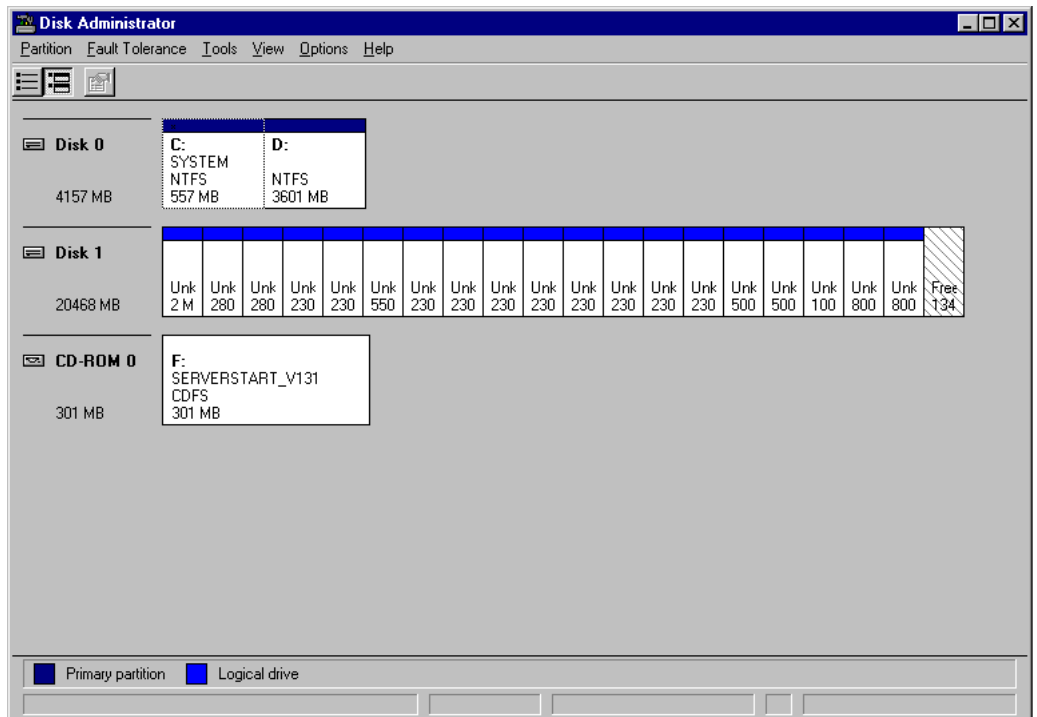 Disk Administrator
Partition Fault Tolerance Tools View Options Help
Disk 0
4157 MB
C:
SYSTEM
NTFS
557 MB
D:
NTFS
3601 MB
Disk 1
20468 MB
Unk Unk Unk Unk Unk Unk Unk Unk Unk Unk Unk Unk Unk Unk Unk Unk Unk Unk Unk Free
2 M 280 280 230 230 550 230 230 230 230 230 230 230 230 500 500 100 800 800 134
CD-ROM 0
301 MB
F:
SERVERSTART_V131
CDFS
301 MB
Primary partition Logical drive